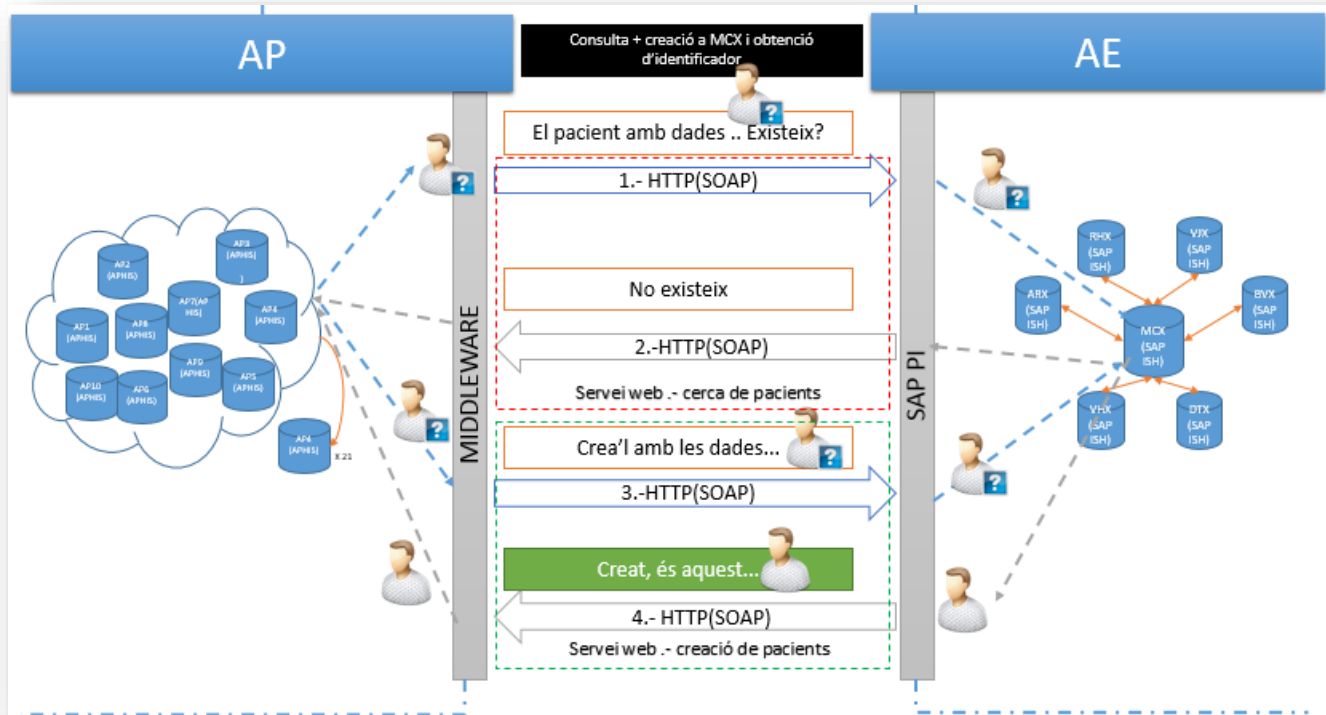 AP
Consulta + creació a MCX i obtenció
d'identificador
AE
El pacient amb dades .. Existeix?
1.- HTTP(SOAP)
No existeix
2.-HTTP(SOAP)
Servei web .- cerca de pacients
Crea'l amb les dades...
3.-HTTP(SOAP)
Creat, és aquest...
4.- HTTP(SOAP)
Servei web .- creació de pacients
MIDDLEWARE
SAP PI
AP2
(APHIS)
AP3
(APHIS(
)
AP7(AP
HIS)
AP4
(APHIS)
AP1
(APHIS)
AP8
(APHIS)
AP9
(APHIS)
AP5
(APHIS)
AP10
(APHIS)
AP6
(APHIS)
(APHIS)
X 21
RHX
(SAP
ISH)
VJX
(SAP
ISH)
ARX
(SAP
ISH)
BVX
(SAP
ISH)
MCX
(SAP
ISH)
VHX
(SAP
ISH)
DTX
(SAP
ISH)
?
?
?
?
?
?